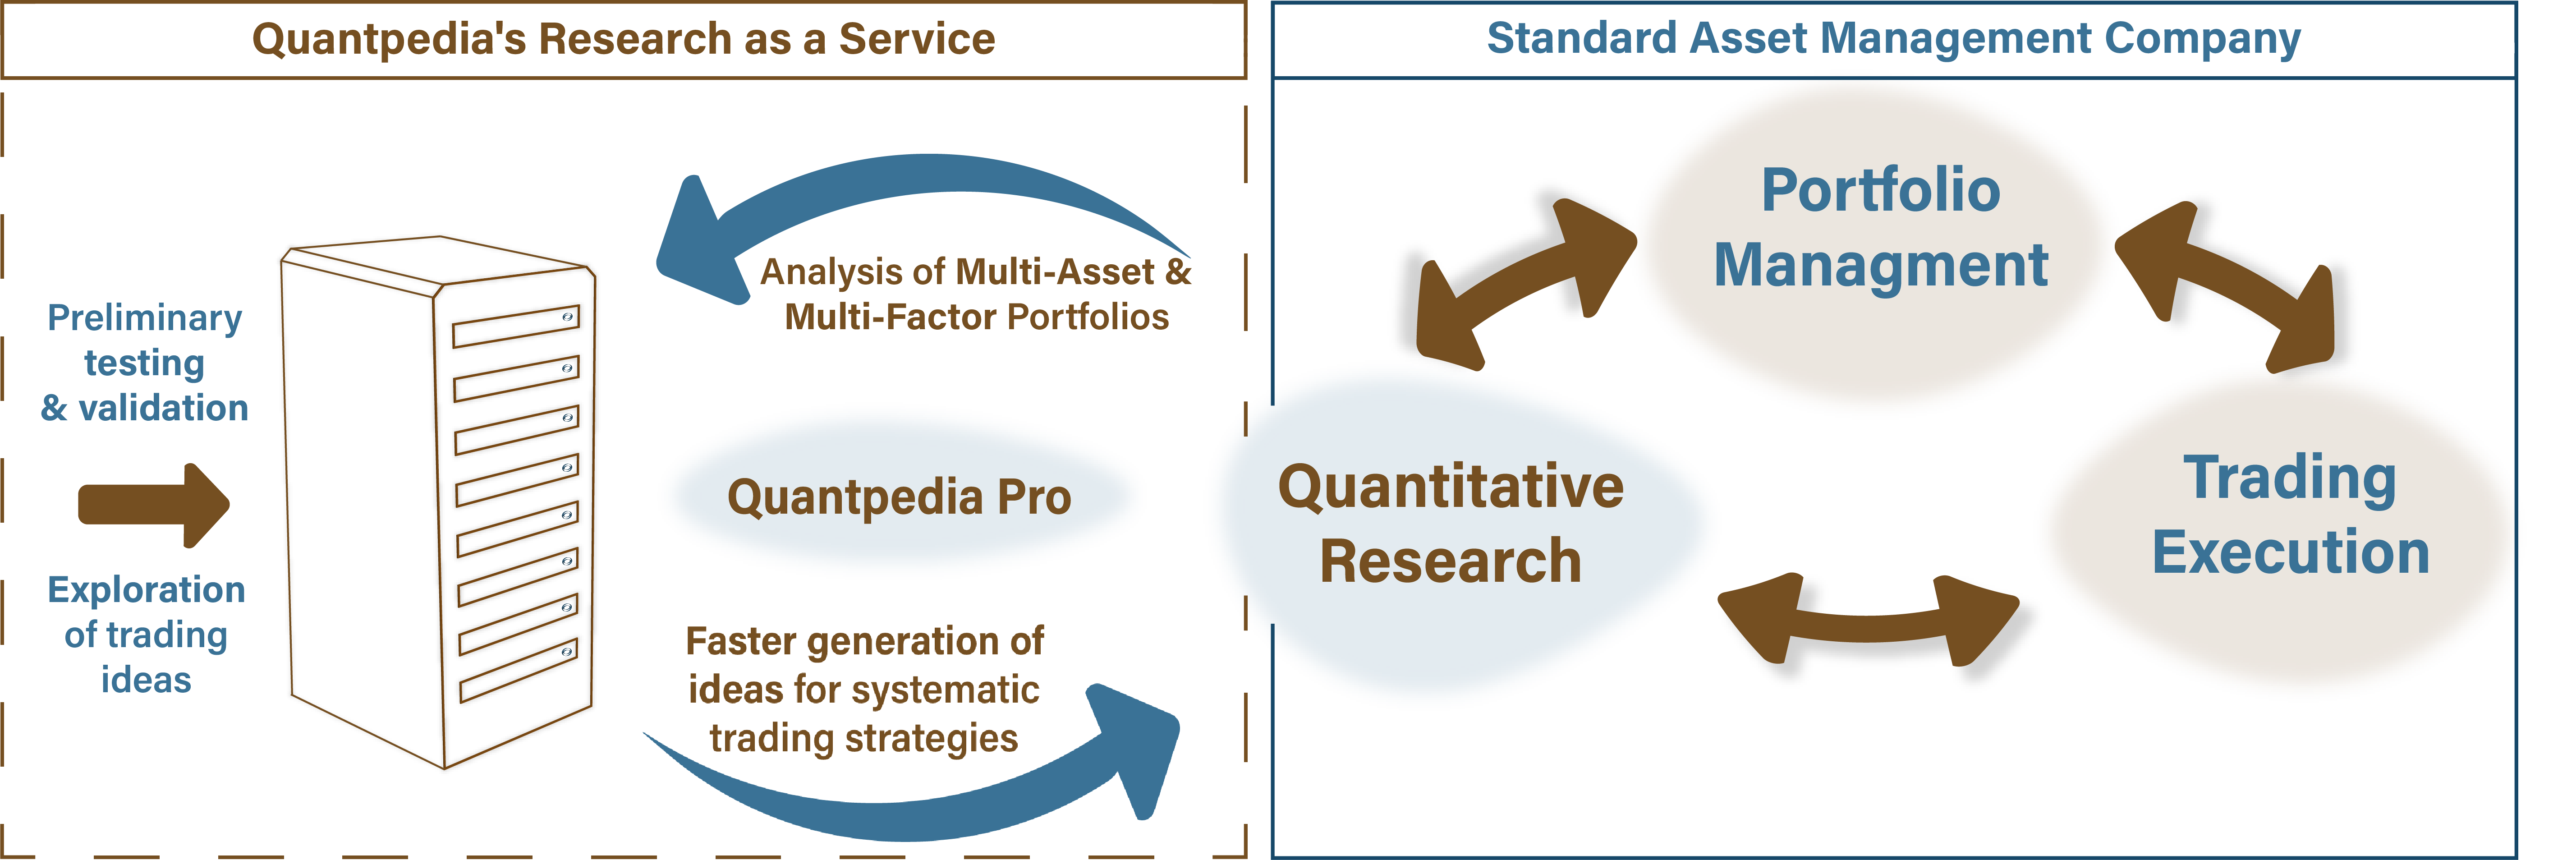 Quantpedia's Research as a Service
Preliminary
testing
& validation
Exploration
of trading
ideas
Analysis of Multi-Asset &
Multi-Factor Portfolios
Quantpedia Pro
Faster generation of
ideas for systematic
trading strategies
Standard Asset Management Company
Portfolio
Managment
Quantitative
Research
Trading
Execution